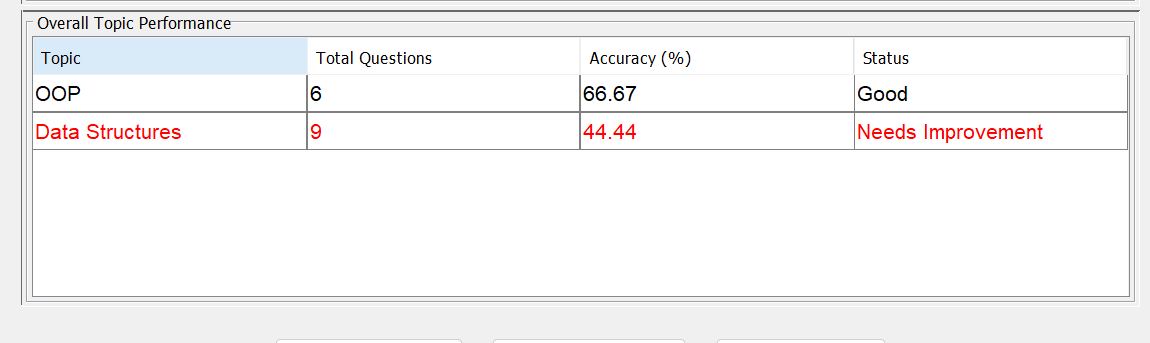 Overall Topic Performance
Topic Total Questions Accuracy (%) Status
OOP 6 66.67 Good
Data Structures 9 44.44 Needs Improvement